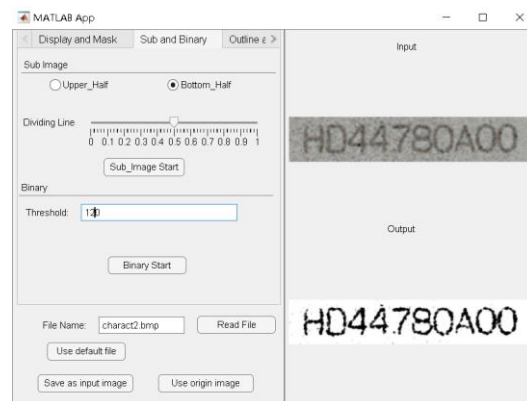 MATLAB App
Display and Mask
Sub and Binary
Sub Image
Upper_Half
Bottom_Half
Dividing Line
0 0.1 0.2 0.3 0.4 0.5 0.6 0.7 0.8 0.9 1
Sub_Image Start
Binary
Threshold: 120
Binary Start
File Name: charact2.bmp Read File
Use default file
Save as input image Use origin image
Input
HD44780A00
Output
HD44780A00